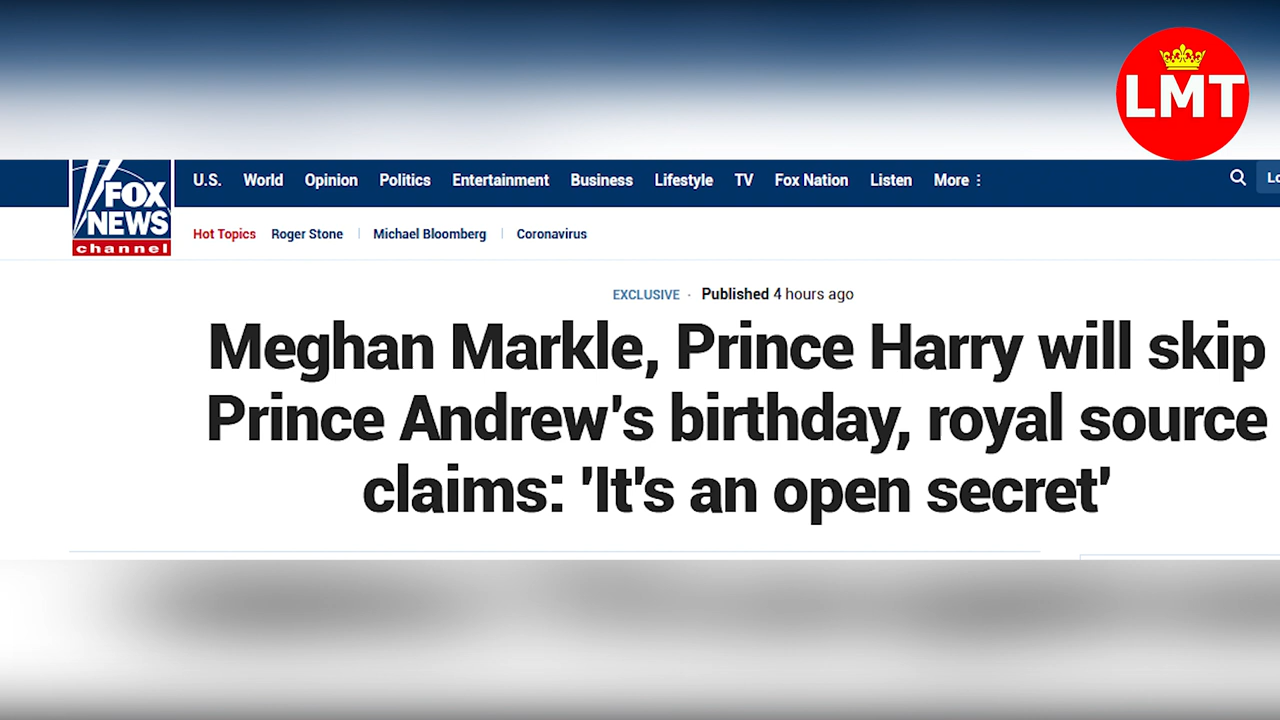 LMT
U.S. World Opinion Politics Entertainment Business Lifestyle TV Fox Nation Listen More
FOX
NEWS
channel
Hot Topics Roger Stone Michael Bloomberg Coronavirus
EXCLUSIVE · Published 4 hours ago
Meghan Markle, Prince Harry will skip
Prince Andrew's birthday, royal source
claims: 'It's an open secret'